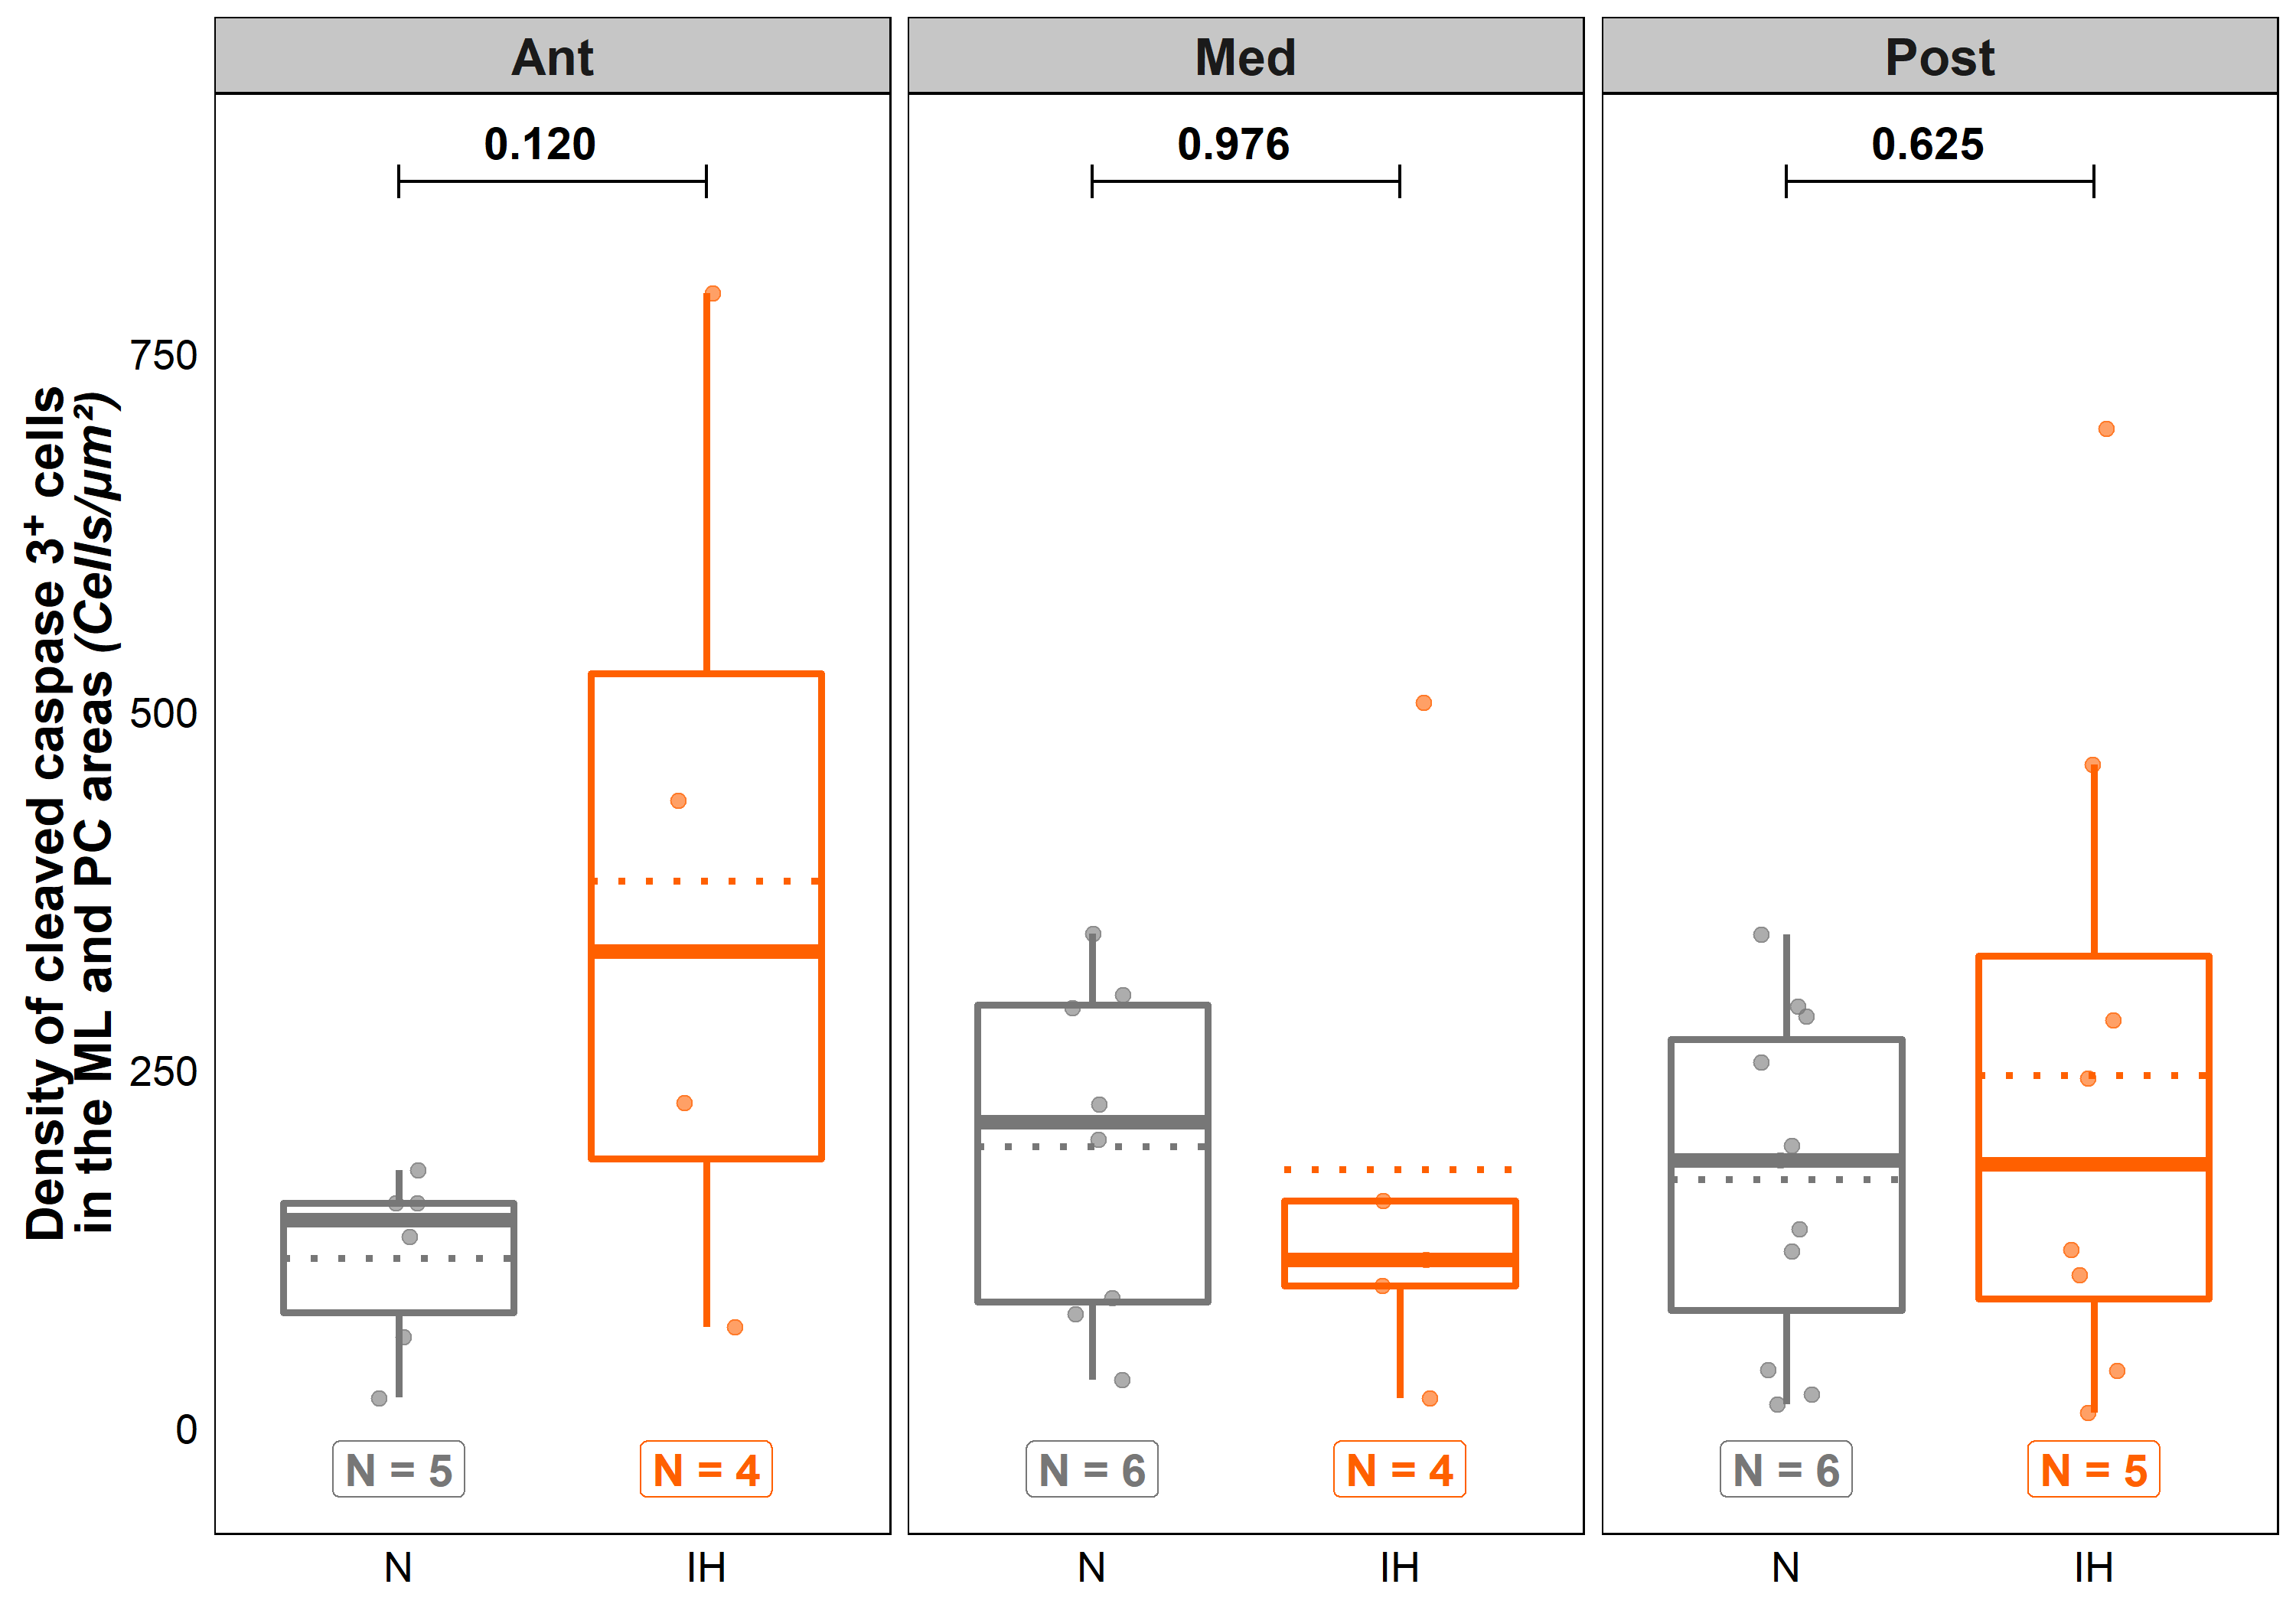 Ant
Med
Post
0.120
0.976
0.625
Density of cleaved caspase 3⁺ cells
in the ML and PC areas (Cells/µm²)
750
500
250
0
N = 5
N = 4
N = 6
N = 4
N = 6
N = 5
N
IH
N
IH
N
IH